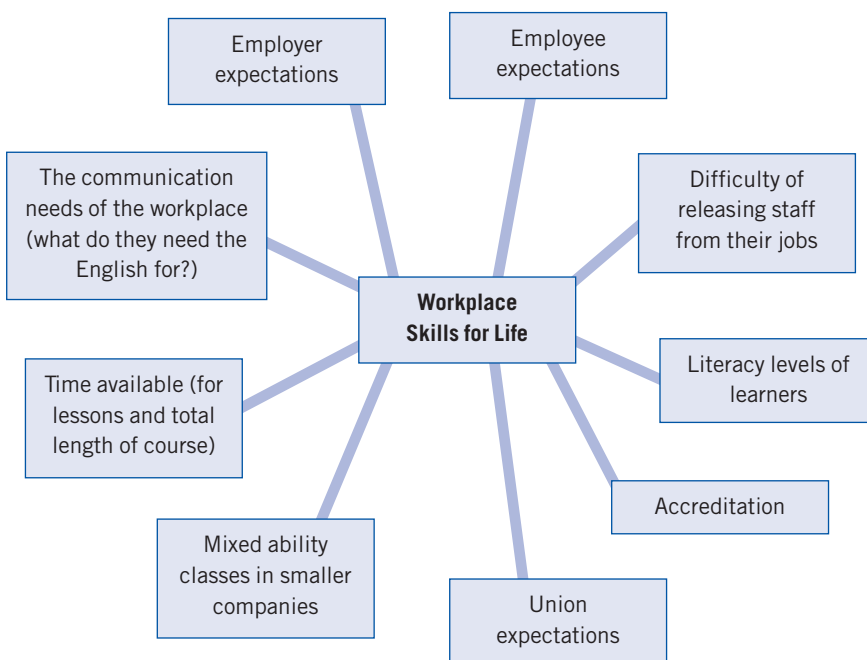 Employer
expectations
Employee
expectations
The communication
needs of the workplace
(what do they need the
English for?)
Difficulty of
releasing staff
from their jobs
Workplace
Skills for Life
Time available (for
lessons and total
length of course)
Literacy levels of
learners
Accreditation
Mixed ability
classes in smaller
companies
Union
expectations